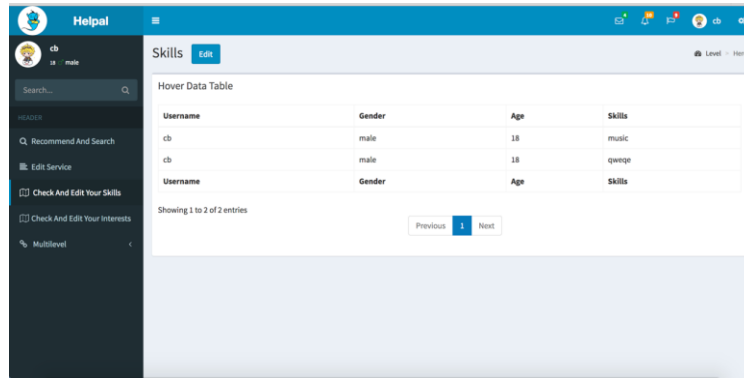 Helpal
cb
cb
18 male
Search...
HEADER
Recommend And Search
Edit Service
Check And Edit Your Skills
Check And Edit Your Interests
Multilevel
Skills Edit
Level > Her
Hover Data Table
Username Gender Age Skills
cb male 18 music
cb male 18 qweqe
Username Gender Age Skills
Showing 1 to 2 of 2 entries
Previous 1 Next